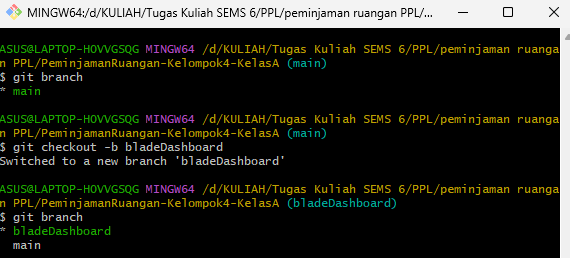 MINGW64:/d/KULIAH/Tugas Kuliah SEMS 6/PPL/peminjaman ruangan PPL/...
ASUS@LAPTOP-HOVVGSQG MINGW64 /d/KULIAH/Tugas Kuliah SEMS 6/PPL/peminjaman ruanga
n PPL/PeminjamanRuangan-Kelompok4-KelasA (main)
$ git branch
* main
ASUS@LAPTOP-HOVVGSQG MINGW64 /d/KULIAH/Tugas Kuliah SEMS 6/PPL/peminjaman ruanga
n PPL/PeminjamanRuangan-Kelompok4-KelasA (main)
$ git checkout -b bladeDashboard
Switched to a new branch 'bladeDashboard'
ASUS@LAPTOP-HOVVGSQG MINGW64 /d/KULIAH/Tugas Kuliah SEMS 6/PPL/peminjaman ruanga
n PPL/PeminjamanRuangan-Kelompok4-KelasA (bladeDashboard)
$ git branch
* bladeDashboard
  main